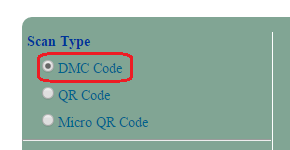 Scan Type
DMC Code
QR Code
Micro QR Code